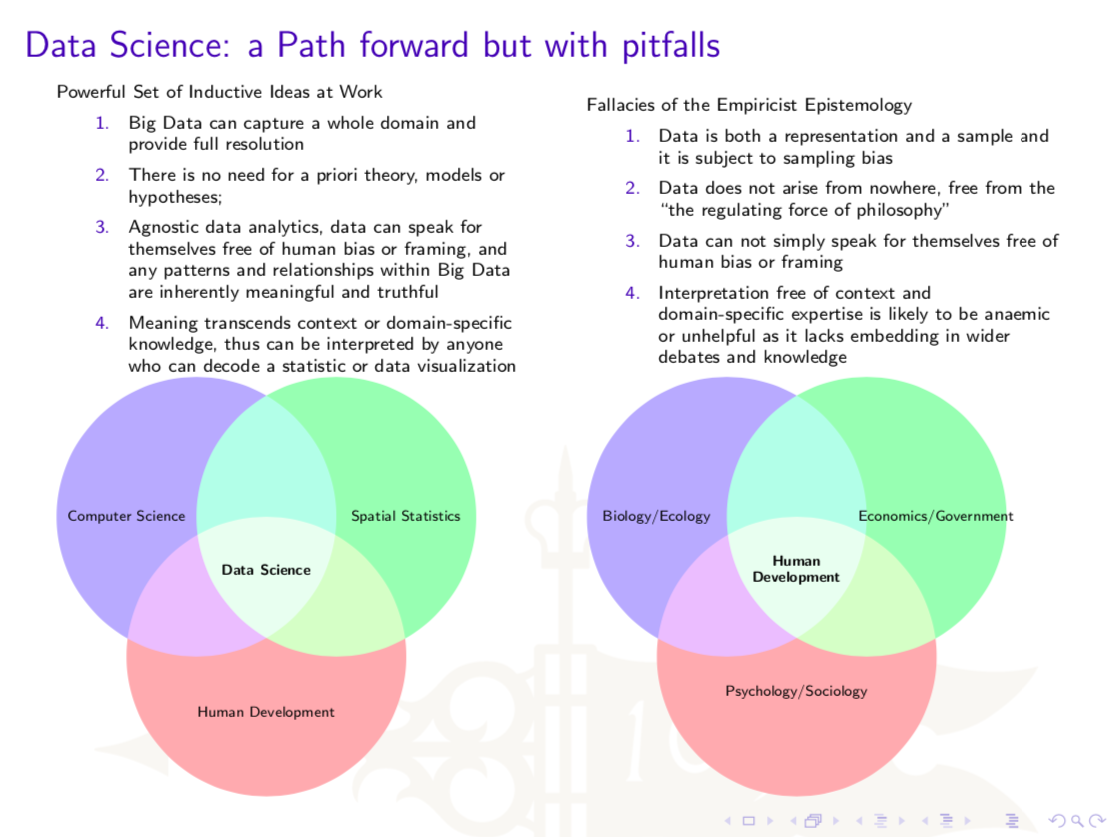 Data Science: a Path forward but with pitfalls
Powerful Set of Inductive Ideas at Work
1. Big Data can capture a whole domain and
provide full resolution
2. There is no need for a priori theory, models or
hypotheses;
3. Agnostic data analytics, data can speak for
themselves free of human bias or framing, and
any patterns and relationships within Big Data
are inherently meaningful and truthful
4. Meaning transcends context or domain-specific
knowledge, thus can be interpreted by anyone
who can decode a statistic or data visualization
Computer Science
Spatial Statistics
Data Science
Human Development
Fallacies of the Empiricist Epistemology
1. Data is both a representation and a sample and
it is subject to sampling bias
2. Data does not arise from nowhere, free from the
"the regulating force of philosophy"
3. Data can not simply speak for themselves free of
human bias or framing
4. Interpretation free of context and
domain-specific expertise is likely to be anaemic
or unhelpful as it lacks embedding in wider
debates and knowledge
Biology/Ecology
Economics/Government
Human
Development
Psychology/Sociology